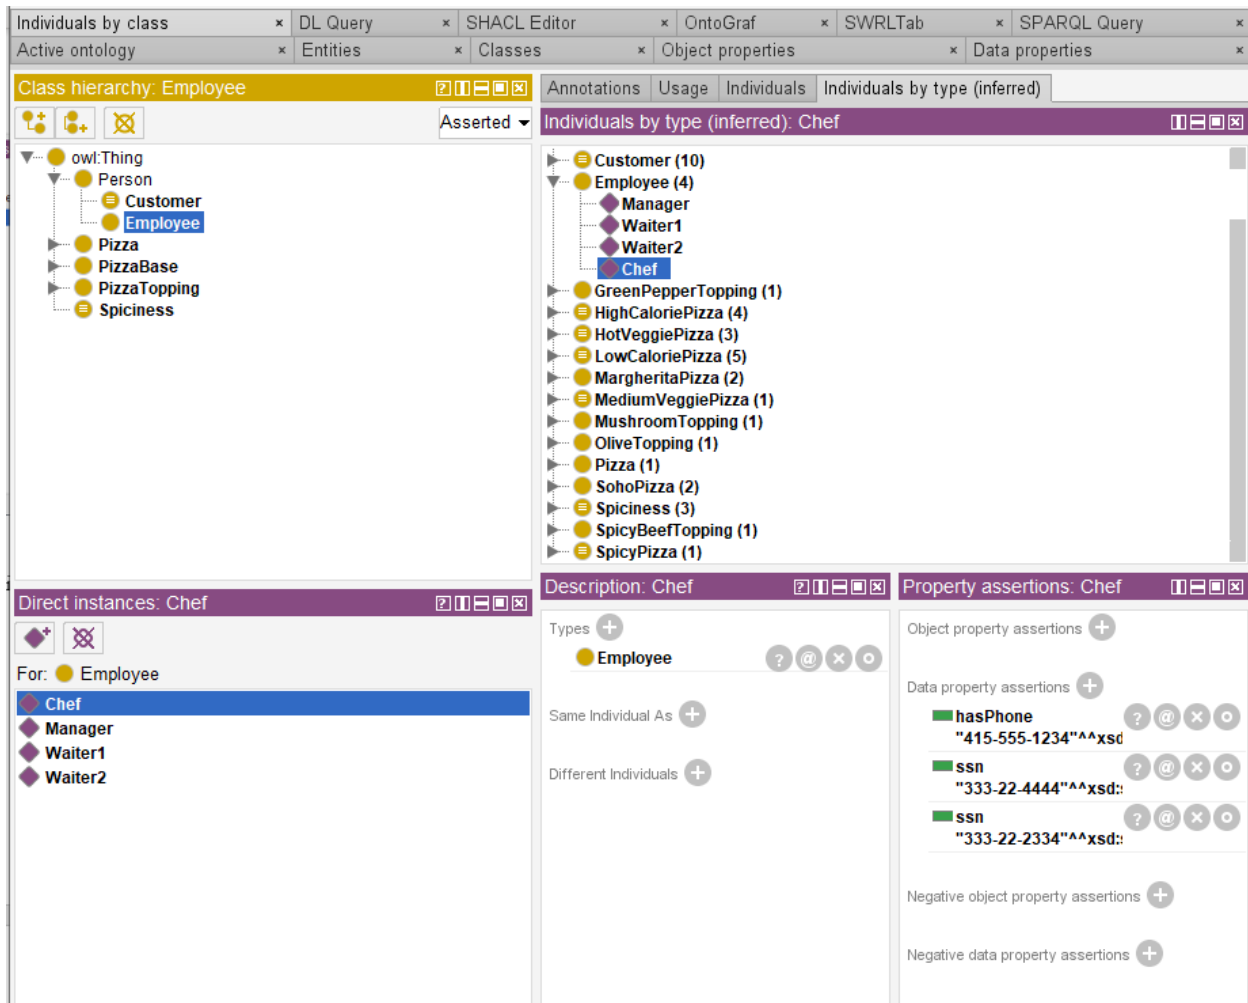 Individuals by class × DL Query × SHACL Editor × OntoGraf × SWRLTab × SPARQL Query ×
Active ontology × Entities × Classes × Object properties × Data properties ×
Class hierarchy: Employee
Asserted
owl:Thing
Person
Customer
Employee
Pizza
PizzaBase
PizzaTopping
Spiciness
Annotations Usage Individuals Individuals by type (inferred)
Individuals by type (inferred): Chef
Customer (10)
Employee (4)
Manager
Waiter1
Waiter2
Chef
GreenPepperTopping (1)
HighCaloriePizza (4)
HotVeggiePizza (3)
LowCaloriePizza (5)
MargheritaPizza (2)
MediumVeggiePizza (1)
MushroomTopping (1)
OliveTopping (1)
Pizza (1)
SohoPizza (2)
Spiciness (3)
SpicyBeefTopping (1)
SpicyPizza (1)
Direct instances: Chef
For: Employee
Chef
Manager
Waiter1
Waiter2
Description: Chef
Types
Employee
Same Individual As
Different Individuals
Property assertions: Chef
Object property assertions
Data property assertions
hasPhone
"415-555-1234"^^xsd
ssn
"333-22-4444"^^xsd:
ssn
"333-22-2334"^^xsd:
Negative object property assertions
Negative data property assertions